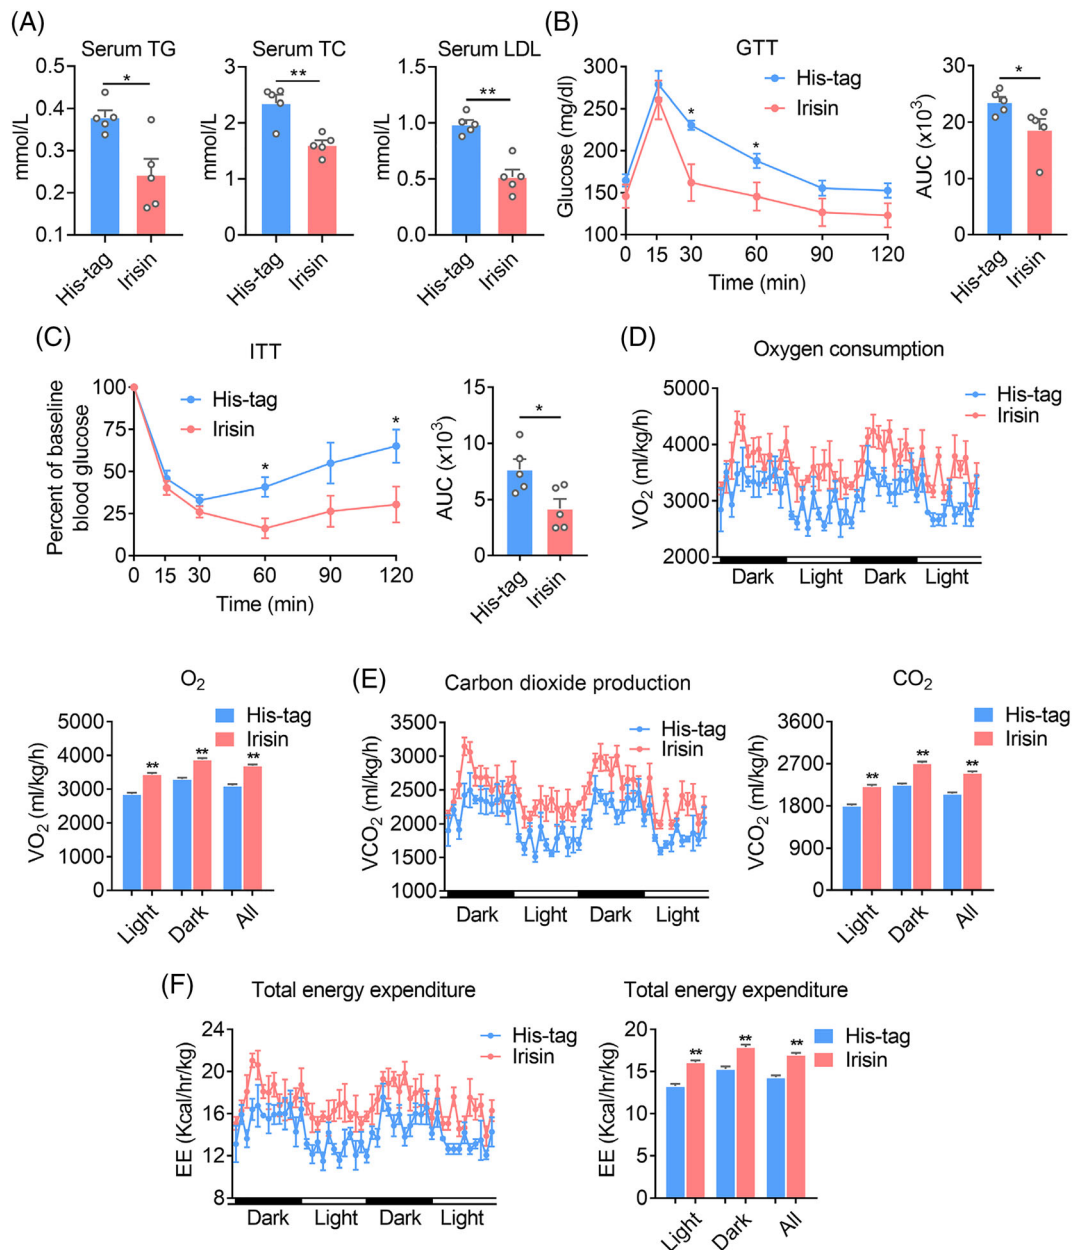 (A)
Serum TG
Serum TC
Serum LDL
mmol/L
0.5
0.4
0.3
0.2
0.1
*
His-tag
Irisin
mmol/L
3
2
1
0
**
His-tag
Irisin
mmol/L
1.5
1.0
0.5
0.0
**
His-tag
Irisin
(B)
GTT
Glucose (mg/dl)
300
250
200
150
100
His-tag
Irisin
*
*
0
15
30
60
90
120
Time (min)
AUC (x10³)
30
20
10
0
*
His-tag
Irisin
(C)
ITT
Percent of baseline
blood glucose
100
75
50
25
0
His-tag
Irisin
*
*
0
15
30
60
90
120
Time (min)
AUC (x10³)
15
10
5
0
*
His-tag
Irisin
(D)
Oxygen consumption
VO₂ (ml/kg/h)
5000
4000
3000
2000
His-tag
Irisin
Dark
Light
Dark
Light
O₂
VO₂ (ml/kg/h)
5000
4000
3000
2000
1000
0
His-tag
Irisin
**
**
**
Light
Dark
All
(E)
Carbon dioxide production
VCO₂ (ml/kg/h)
3500
3000
2500
2000
1500
1000
His-tag
Irisin
Dark
Light
Dark
Light
CO₂
VCO₂ (ml/kg/h)
3600
2700
1800
900
0
His-tag
Irisin
**
**
**
Light
Dark
All
(F)
Total energy expenditure
EE (Kcal/hr/kg)
24
20
16
12
8
His-tag
Irisin
Dark
Light
Dark
Light
Total energy expenditure
EE (Kcal/hr/kg)
20
15
10
5
0
His-tag
Irisin
**
**
**
Light
Dark
All